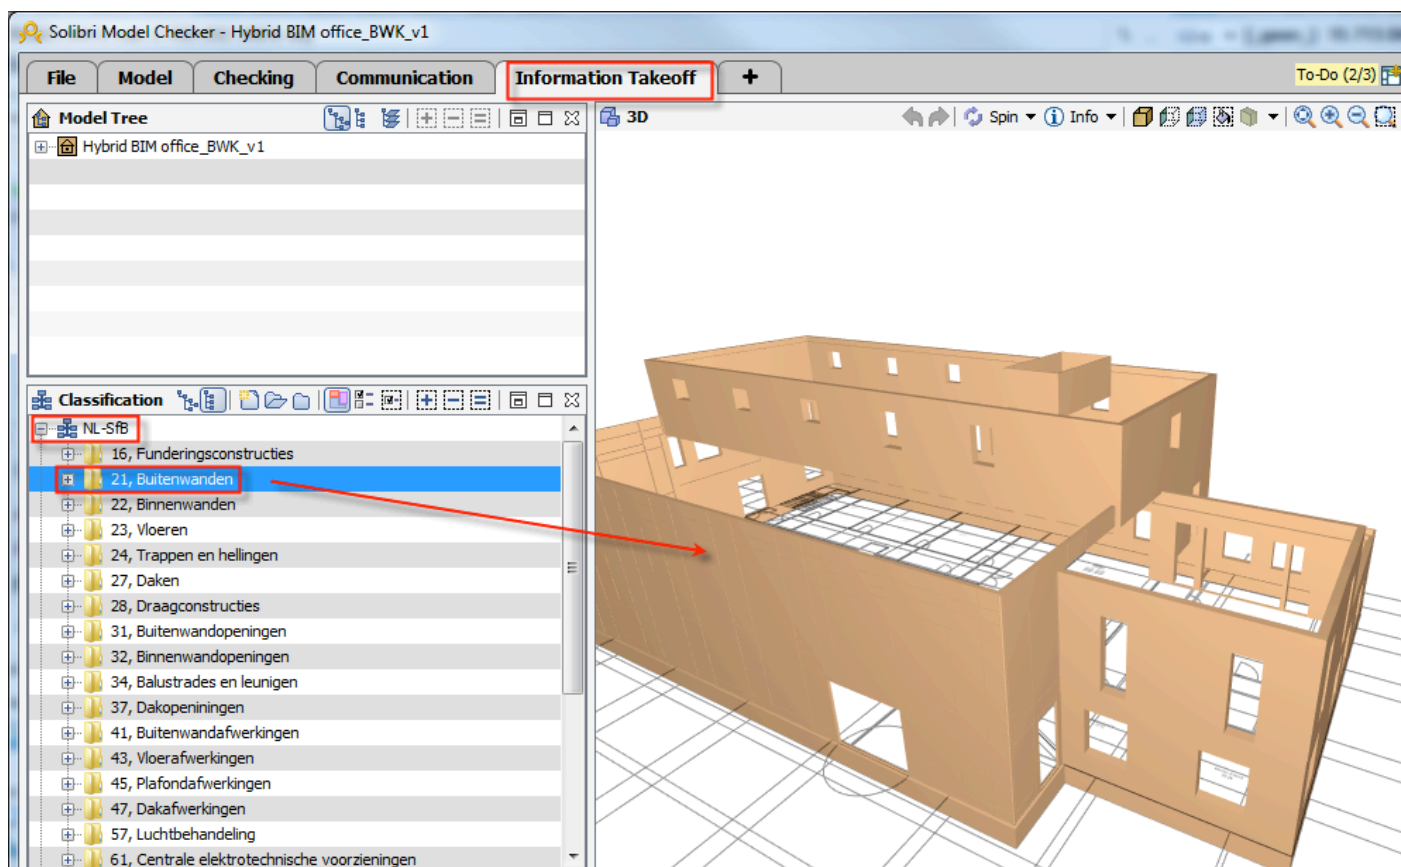 Solibri Model Checker - Hybrid BIM office_BWK_v1
File Model Checking Communication Information Takeoff +
To-Do (2/3)
Model Tree
Hybrid BIM office_BWK_v1
3D
Spin Info
Classification
NL-SfB
16, Funderingsconstructies
21, Buitenwanden
22, Binnenwanden
23, Vloeren
24, Trappen en hellingen
27, Daken
28, Draagconstructies
31, Buitenwandopeningen
32, Binnenwandopeningen
34, Balustrades en leunigen
37, Dakopeniningen
41, Buitenwandafwerkingen
43, Vloerafwerkingen
45, Plafondafwerkingen
47, Dakafwerkingen
57, Luchtbehandeling
61, Centrale elektrotechnische voorzieningen